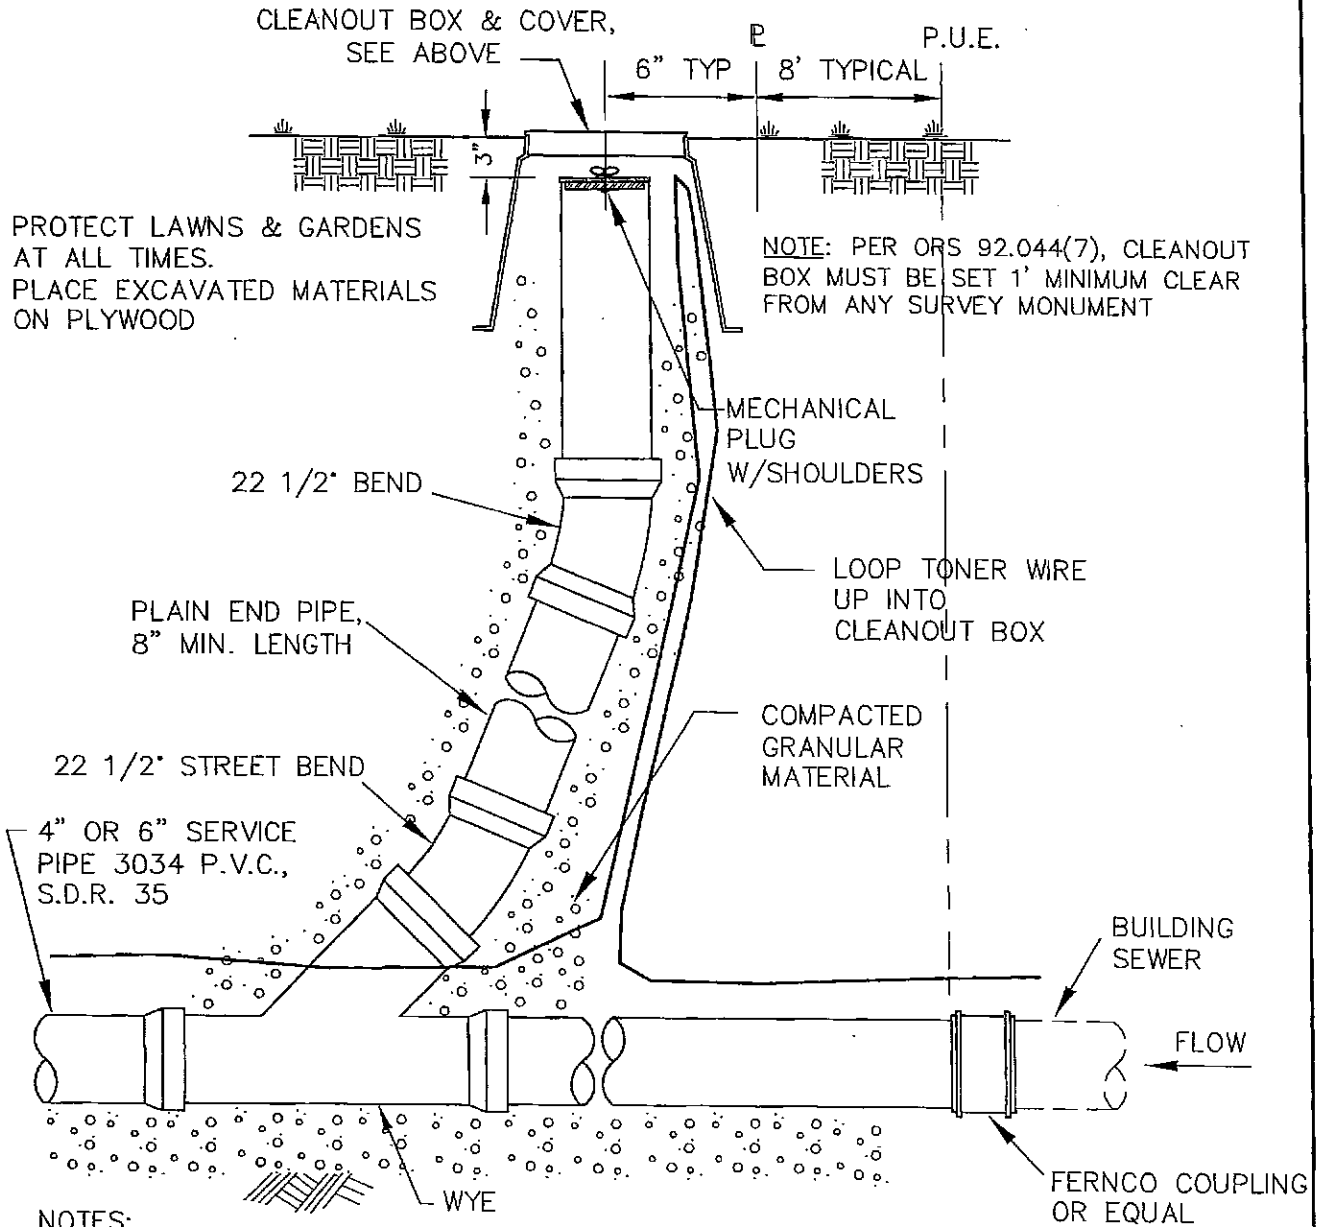 CLEANOUT BOX & COVER,
SEE ABOVE
6" TYP
℄
8' TYPICAL
P.U.E.
3"
PROTECT LAWNS & GARDENS
AT ALL TIMES.
PLACE EXCAVATED MATERIALS
ON PLYWOOD
NOTE: PER ORS 92.044(7), CLEANOUT
BOX MUST BE SET 1' MINIMUM CLEAR
FROM ANY SURVEY MONUMENT
MECHANICAL
PLUG
W/SHOULDERS
22 1/2° BEND
LOOP TONER WIRE
UP INTO
CLEANOUT BOX
PLAIN END PIPE,
8" MIN. LENGTH
COMPACTED
GRANULAR
MATERIAL
22 1/2° STREET BEND
4" OR 6" SERVICE
PIPE 3034 P.V.C.,
S.D.R. 35
BUILDING
SEWER
FLOW
WYE
FERNCO COUPLING
OR EQUAL
NOTES: